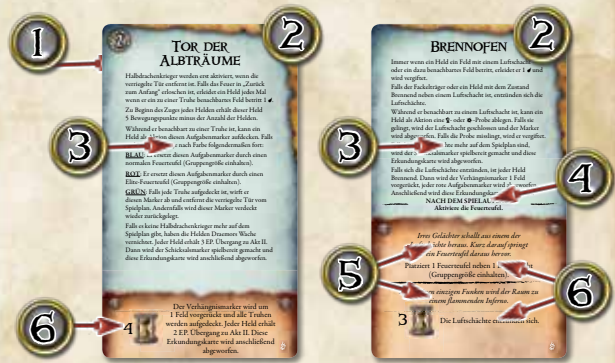 1
2
TOR DER
ALBTRÄUME
Halbdrachenkrieger werden erst aktiviert, wenn die
verriegelte Tür entfernt ist. Falls das Feuer in „Zurück
zum Anfang“ erloschen ist, erleidet ein Held jedes Mal
wenn er ein zu einer Truhe benachbartes Feld betritt 1
Zu Beginn des Zuges jeder Helden erhält dieser Held
5 Bewegungspunkte minus der Anzahl der Helden.
Während er benachbart zu einer Truhe ist, kann ein
Held als Aktion diesen Aufgabenmarker aufdecken. Falls
3
nach Farbe folgendermaßen fort:
BLAU: Er ersetzt diesen Aufgabenmarker durch einen
normalen Feuerteufel (Gruppengröße einhalten).
ROT: Er ersetzt diesen Aufgabenmarker durch einen
Elite-Feuerteufel (Gruppengröße einhalten).
GRÜN: Falls jede Truhe aufgedeckt ist, wirft er
diesen Marker ab und entfernt die verriegelte Tür vom
Spielplan. Andernfalls wird dieser Marker verdeckt
wieder zurückgelegt.
Falls es keine Halbdrachenkrieger mehr auf dem
Spielplan gibt, haben die Helden Draemors Wache
vernichtet. Jeder Held erhält 3 EP. Übergang zu Akt II.
Dann wird der Schicksalsmarker spielbereit gemacht und
diese Erkundungskarte wird anschließend abgeworfen.
6
4
Der Verhängnismarker wird um
1 Feld vorgerückt und alle Truhen
werden aufgedeckt. Jeder Held erhält
2 EP. Übergang zu Akt II. Diese
Erkundungskarte wird anschließend
abgeworfen.
2
BRENNOFEN
Immer wenn ein Held ein Feld mit einem Luftschacht
oder ein dazu benachbartes Feld betritt, erleidet er 1 und
wird vergiftet.
Falls der Fackelträger oder ein Held mit dem Zustand
Brennend neben einem Luftschacht ist, entzünden sich die
Luftschächte.
Während er benachbart zu einem Luftschacht ist, kann ein
Held als Aktion eine - oder -Probe ablegen. Falls sie
gelingt, wird der Luftschacht geschlossen und der Marker
wird abgeworfen. Falls die Probe misslingt, wird er vergiftet.
3
mehr auf dem Spielplan sind,
wird der spielbereit gemacht und diese
Erkundungskarte wird abgeworfen.
Falls sich die Luftschächte entzünden, ist jeder Held
Brennend. Dann wird der Verhängnismarker 1 Feld
vorgerückt, jeder rote Aufgabenmarker wird
Anschließend wird diese Erkundungskarte
4
NACH DEM
Aktiviere die Feuerteufel.
Irres Gelächter schallt aus einem der
heraus. Kurz darauf springt
ein Feuerteufel daraus hervor.
5
Platziert 1 Feuerteufel neben 1
(Gruppengröße einhalten).
6
einzigen Funken wird der Raum zu
einem flammenden Inferno.
3
Die Luftschächte entzünden sich.